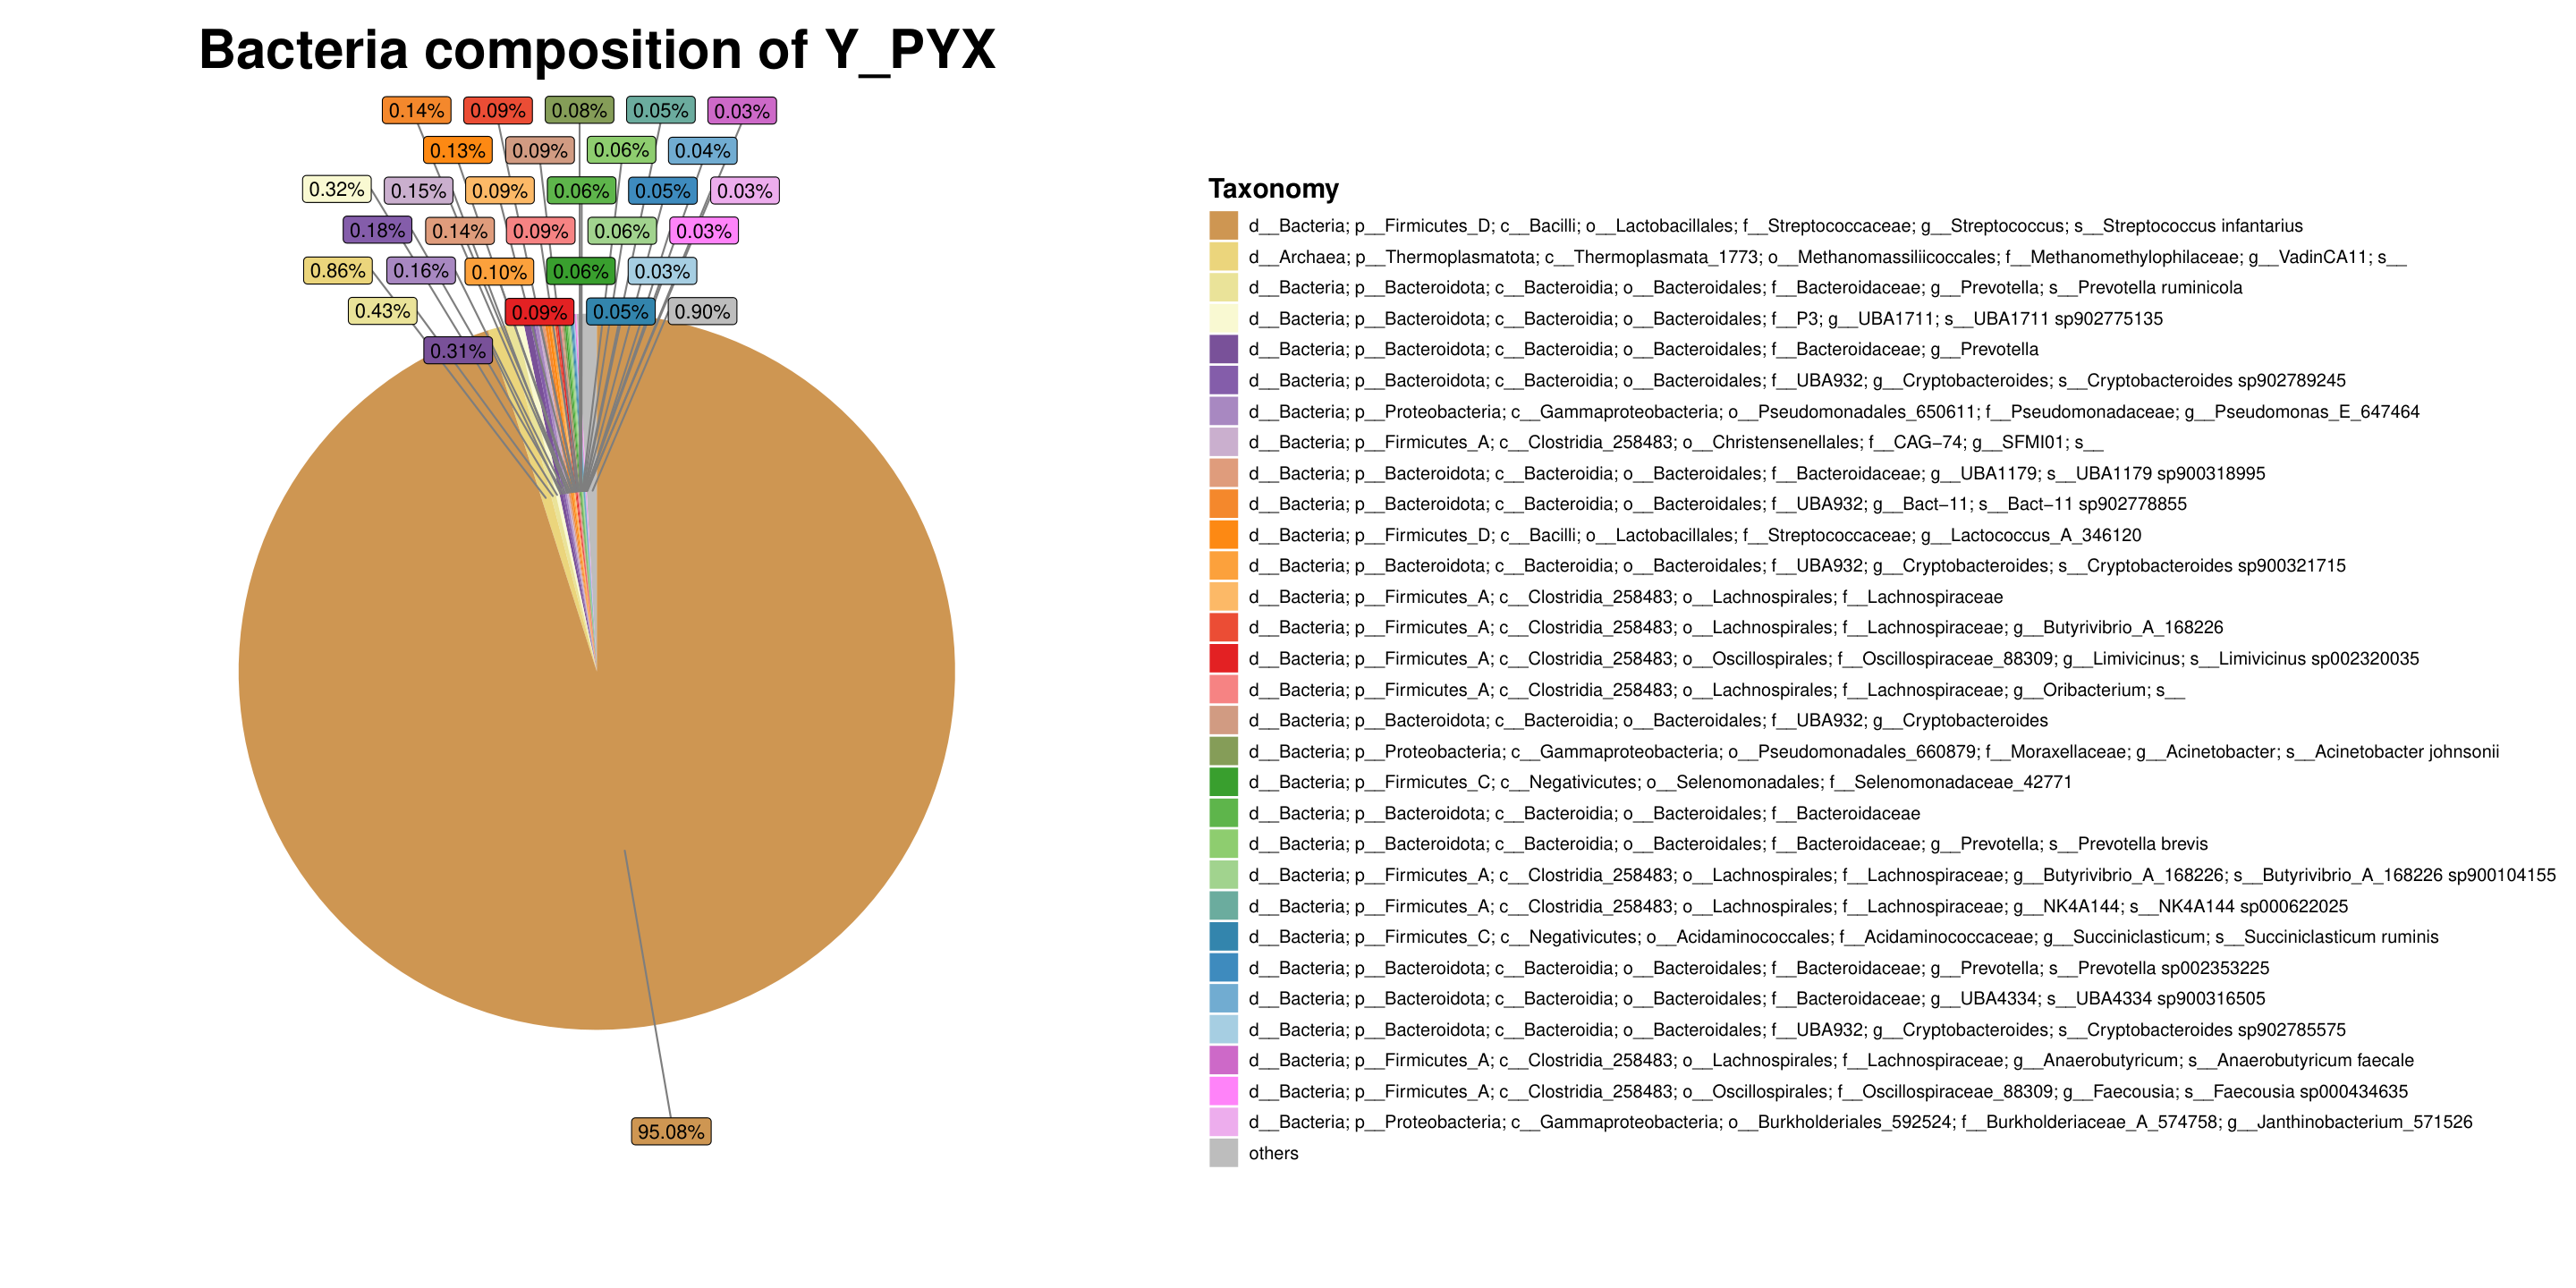 Bacteria composition of Y_PYX
0.14% 0.09% 0.08% 0.05% 0.03%
0.13% 0.09% 0.06% 0.04%
0.32% 0.15% 0.09% 0.06% 0.05% 0.03%
0.18% 0.14% 0.09% 0.06% 0.03%
0.86% 0.16% 0.10% 0.06% 0.03%
0.43% 0.09% 0.05% 0.90%
0.31%
95.08%
Taxonomy
d__Bacteria; p__Firmicutes_D; c__Bacilli; o__Lactobacillales; f__Streptococcaceae; g__Streptococcus; s__Streptococcus infantarius
d__Archaea; p__Thermoplasmatota; c__Thermoplasmata_1773; o__Methanomassiliicoccales; f__Methanomethylophilaceae; g__VadinCA11; s__
d__Bacteria; p__Bacteroidota; c__Bacteroidia; o__Bacteroidales; f__Bacteroidaceae; g__Prevotella; s__Prevotella ruminicola
d__Bacteria; p__Bacteroidota; c__Bacteroidia; o__Bacteroidales; f__P3; g__UBA1711; s__UBA1711 sp902775135
d__Bacteria; p__Bacteroidota; c__Bacteroidia; o__Bacteroidales; f__Bacteroidaceae; g__Prevotella
d__Bacteria; p__Bacteroidota; c__Bacteroidia; o__Bacteroidales; f__UBA932; g__Cryptobacteroides; s__Cryptobacteroides sp902789245
d__Bacteria; p__Proteobacteria; c__Gammaproteobacteria; o__Pseudomonadales_650611; f__Pseudomonadaceae; g__Pseudomonas_E_647464
d__Bacteria; p__Firmicutes_A; c__Clostridia_258483; o__Christensenellales; f__CAG−74; g__SFMI01; s__
d__Bacteria; p__Bacteroidota; c__Bacteroidia; o__Bacteroidales; f__Bacteroidaceae; g__UBA1179; s__UBA1179 sp900318995
d__Bacteria; p__Bacteroidota; c__Bacteroidia; o__Bacteroidales; f__UBA932; g__Bact−11; s__Bact−11 sp902778855
d__Bacteria; p__Firmicutes_D; c__Bacilli; o__Lactobacillales; f__Streptococcaceae; g__Lactococcus_A_346120
d__Bacteria; p__Bacteroidota; c__Bacteroidia; o__Bacteroidales; f__UBA932; g__Cryptobacteroides; s__Cryptobacteroides sp900321715
d__Bacteria; p__Firmicutes_A; c__Clostridia_258483; o__Lachnospirales; f__Lachnospiraceae
d__Bacteria; p__Firmicutes_A; c__Clostridia_258483; o__Lachnospirales; f__Lachnospiraceae; g__Butyrivibrio_A_168226
d__Bacteria; p__Firmicutes_A; c__Clostridia_258483; o__Oscillospirales; f__Oscillospiraceae_88309; g__Limivicinus; s__Limivicinus sp002320035
d__Bacteria; p__Firmicutes_A; c__Clostridia_258483; o__Lachnospirales; f__Lachnospiraceae; g__Oribacterium; s__
d__Bacteria; p__Bacteroidota; c__Bacteroidia; o__Bacteroidales; f__UBA932; g__Cryptobacteroides
d__Bacteria; p__Proteobacteria; c__Gammaproteobacteria; o__Pseudomonadales_660879; f__Moraxellaceae; g__Acinetobacter; s__Acinetobacter johnsonii
d__Bacteria; p__Firmicutes_C; c__Negativicutes; o__Selenomonadales; f__Selenomonadaceae_42771
d__Bacteria; p__Bacteroidota; c__Bacteroidia; o__Bacteroidales; f__Bacteroidaceae
d__Bacteria; p__Bacteroidota; c__Bacteroidia; o__Bacteroidales; f__Bacteroidaceae; g__Prevotella; s__Prevotella brevis
d__Bacteria; p__Firmicutes_A; c__Clostridia_258483; o__Lachnospirales; f__Lachnospiraceae; g__Butyrivibrio_A_168226; s__Butyrivibrio_A_168226 sp900104155
d__Bacteria; p__Firmicutes_A; c__Clostridia_258483; o__Lachnospirales; f__Lachnospiraceae; g__NK4A144; s__NK4A144 sp000622025
d__Bacteria; p__Firmicutes_C; c__Negativicutes; o__Acidaminococcales; f__Acidaminococcaceae; g__Succiniclasticum; s__Succiniclasticum ruminis
d__Bacteria; p__Bacteroidota; c__Bacteroidia; o__Bacteroidales; f__Bacteroidaceae; g__Prevotella; s__Prevotella sp002353225
d__Bacteria; p__Bacteroidota; c__Bacteroidia; o__Bacteroidales; f__Bacteroidaceae; g__UBA4334; s__UBA4334 sp900316505
d__Bacteria; p__Bacteroidota; c__Bacteroidia; o__Bacteroidales; f__UBA932; g__Cryptobacteroides; s__Cryptobacteroides sp902785575
d__Bacteria; p__Firmicutes_A; c__Clostridia_258483; o__Lachnospirales; f__Lachnospiraceae; g__Anaerobutyricum; s__Anaerobutyricum faecale
d__Bacteria; p__Firmicutes_A; c__Clostridia_258483; o__Oscillospirales; f__Oscillospiraceae_88309; g__Faecousia; s__Faecousia sp000434635
d__Bacteria; p__Proteobacteria; c__Gammaproteobacteria; o__Burkholderiales_592524; f__Burkholderiaceae_A_574758; g__Janthinobacterium_571526
others